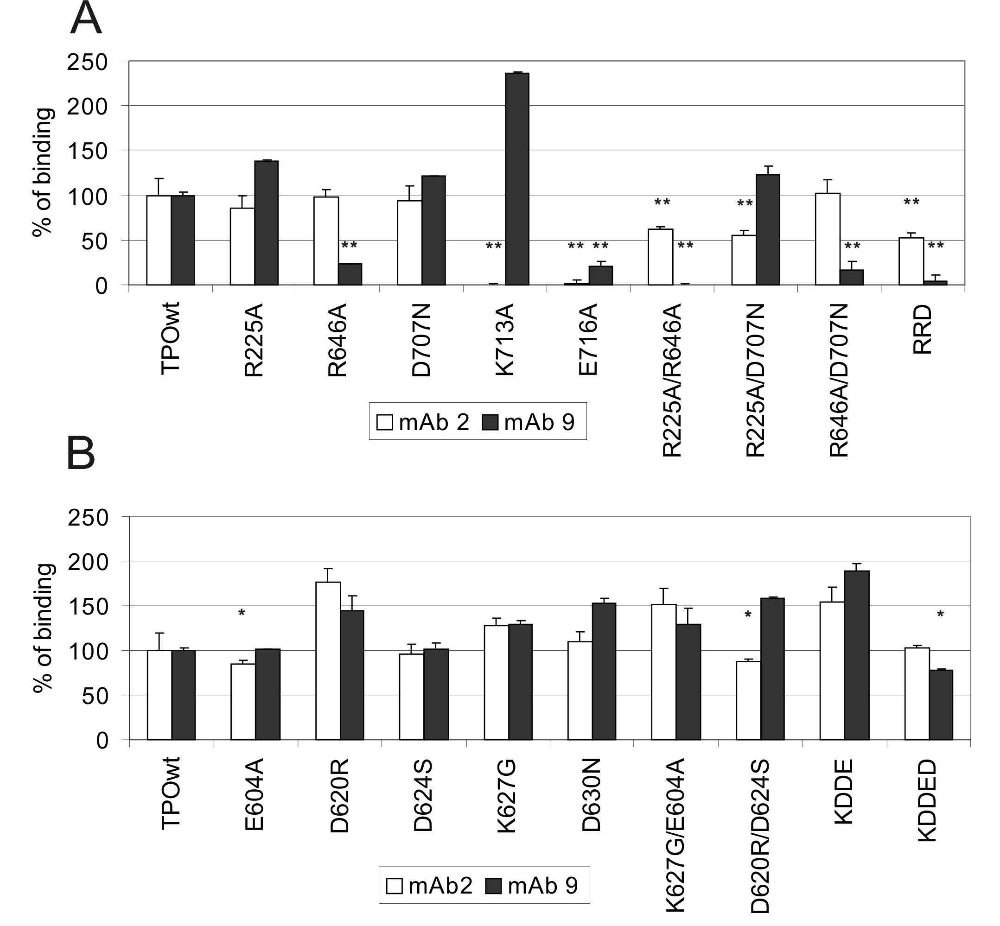 A
250
200
150
100
50
0
% of binding
** ** ** ** ** ** ** ** ** **
TPOwt
R225A
R646A
D707N
K713A
E716A
R225A/R646A
R225A/D707N
R646A/D707N
RRD
mAb 2 mAb 9
B
250
200
150
100
50
0
% of binding
* * *
TPOwt
E604A
D620R
D624S
K627G
D630N
K627G/E604A
D620R/D624S
KDDE
KDDED
mAb2 mAb 9